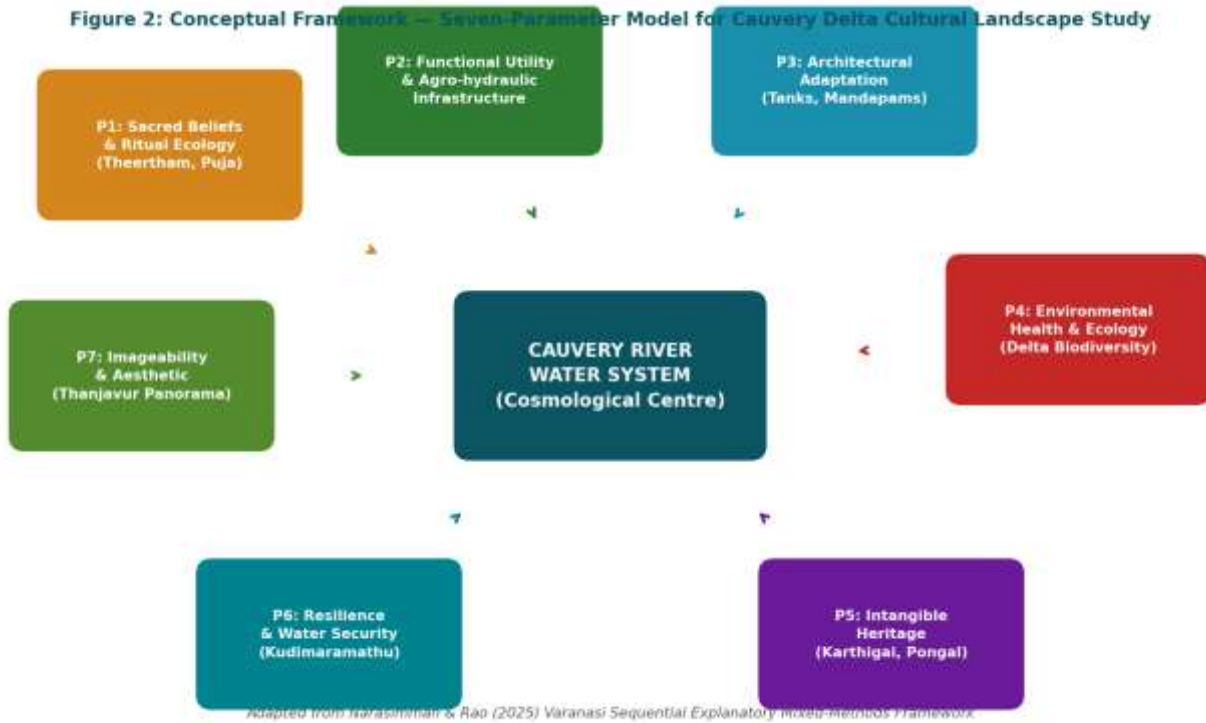 Figure 2: Conceptual Framework — Seven-Parameter Model for Cauvery Delta Cultural Landscape Study
P1: Sacred Beliefs
& Ritual Ecology
(Theertham, Puja)
P2: Functional Utility
& Agro-hydraulic
Infrastructure
P3: Architectural
Adaptation
(Tanks, Mandapams)
P7: Imageability
& Aesthetic
(Thanjavur Panorama)
CAUVERY RIVER
WATER SYSTEM
(Cosmological Centre)
P4: Environmental
Health & Ecology
(Delta Biodiversity)
P6: Resilience
& Water Security
(Kudimaramathu)
P5: Intangible
Heritage
(Karthigai, Pongal)
Adapted from Narasimhan & Rao (2025) Varanasi Sequential Explanatory Mixed-Methods Framework